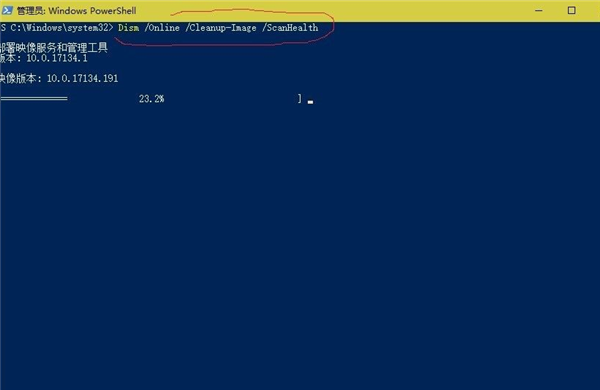 管理员: Windows PowerShell
S C:\Windows\system32> Dism /Online /Cleanup-Image /ScanHealth
部署映像服务和管理工具
版本: 10.0.17134.1
映像版本: 10.0.17134.191
============ 23.2% ]